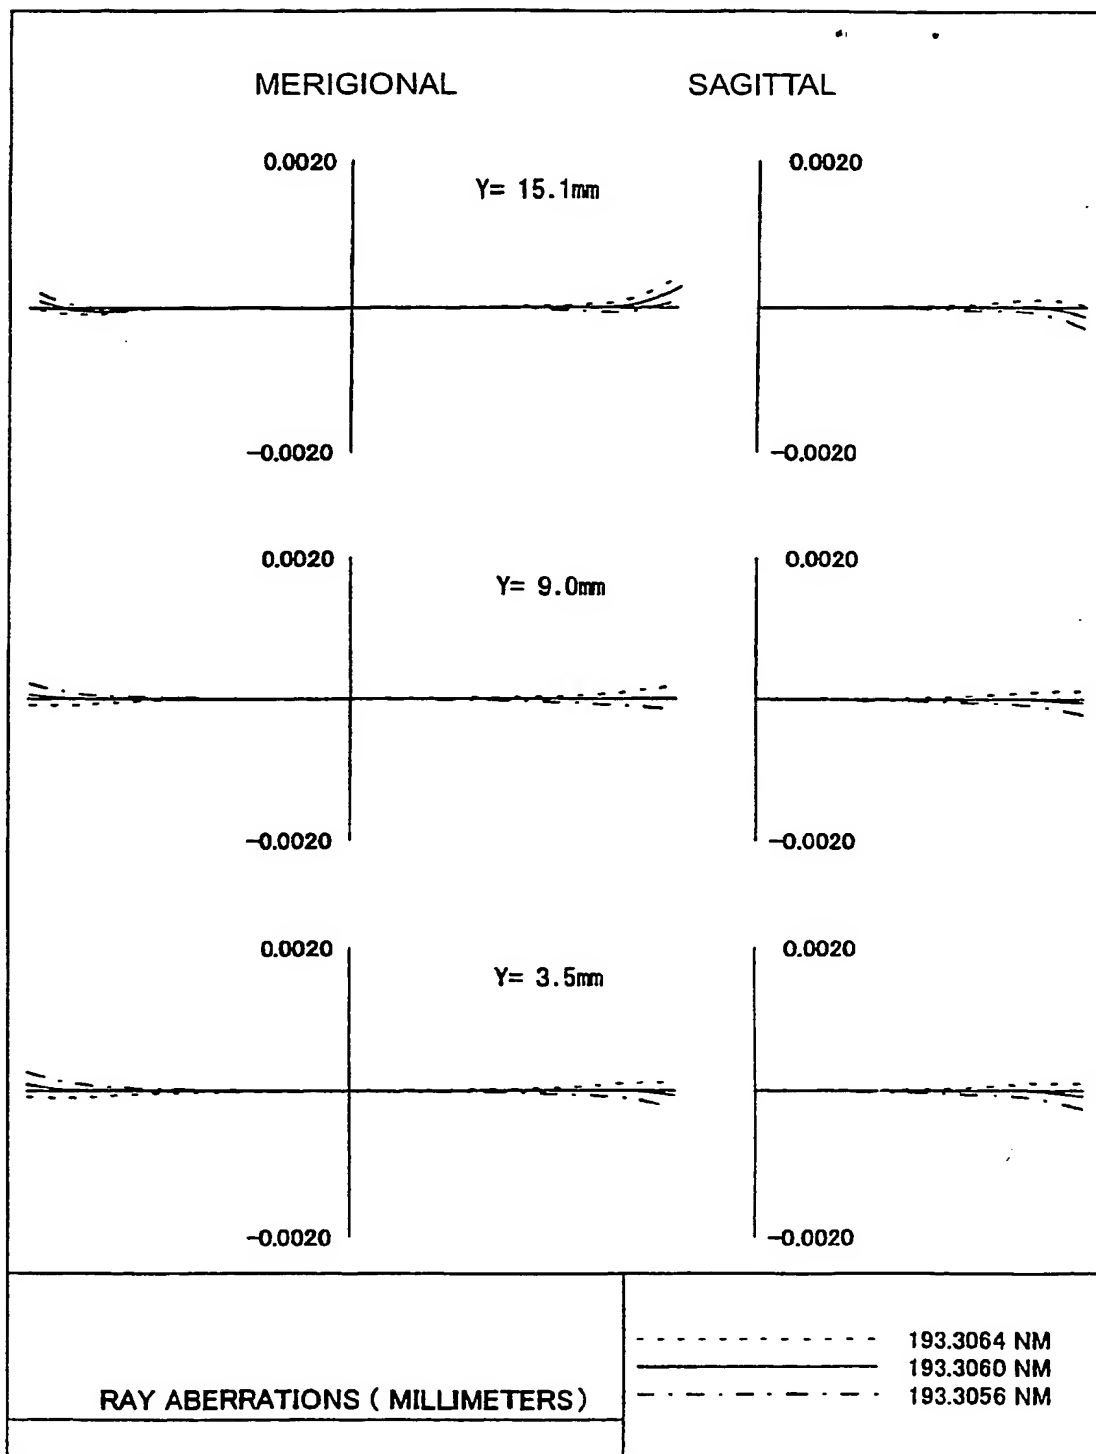 MERIGIONAL SAGITTAL
0.0020 0.0020
Y= 15.1mm
-0.0020 -0.0020
0.0020 0.0020
Y= 9.0mm
-0.0020 -0.0020
0.0020 0.0020
Y= 3.5mm
-0.0020 -0.0020
193.3064 NM
193.3060 NM
193.3056 NM
RAY ABERRATIONS ( MILLIMETERS )